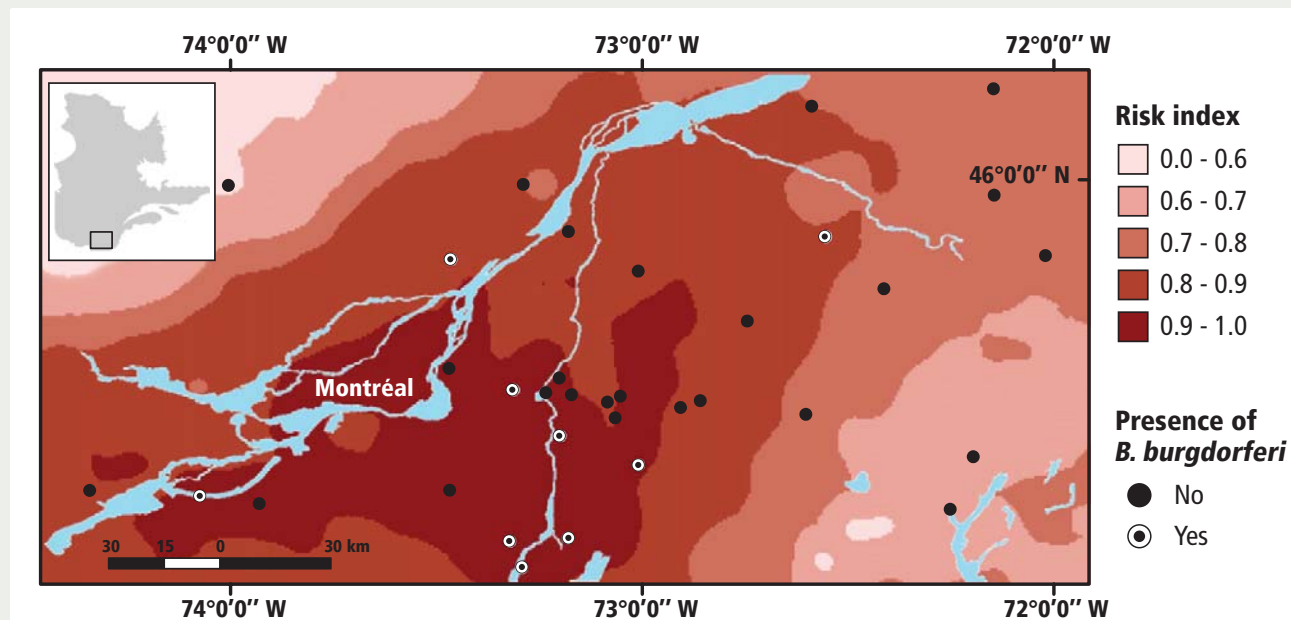 74°0'0'' W 73°0'0'' W 72°0'0'' W
46°0'0'' N
Montréal
30 15 0 30 km
74°0'0'' W 73°0'0'' W 72°0'0'' W
Risk index
0.0 - 0.6
0.6 - 0.7
0.7 - 0.8
0.8 - 0.9
0.9 - 1.0
Presence of
B. burgdorferi
No
Yes